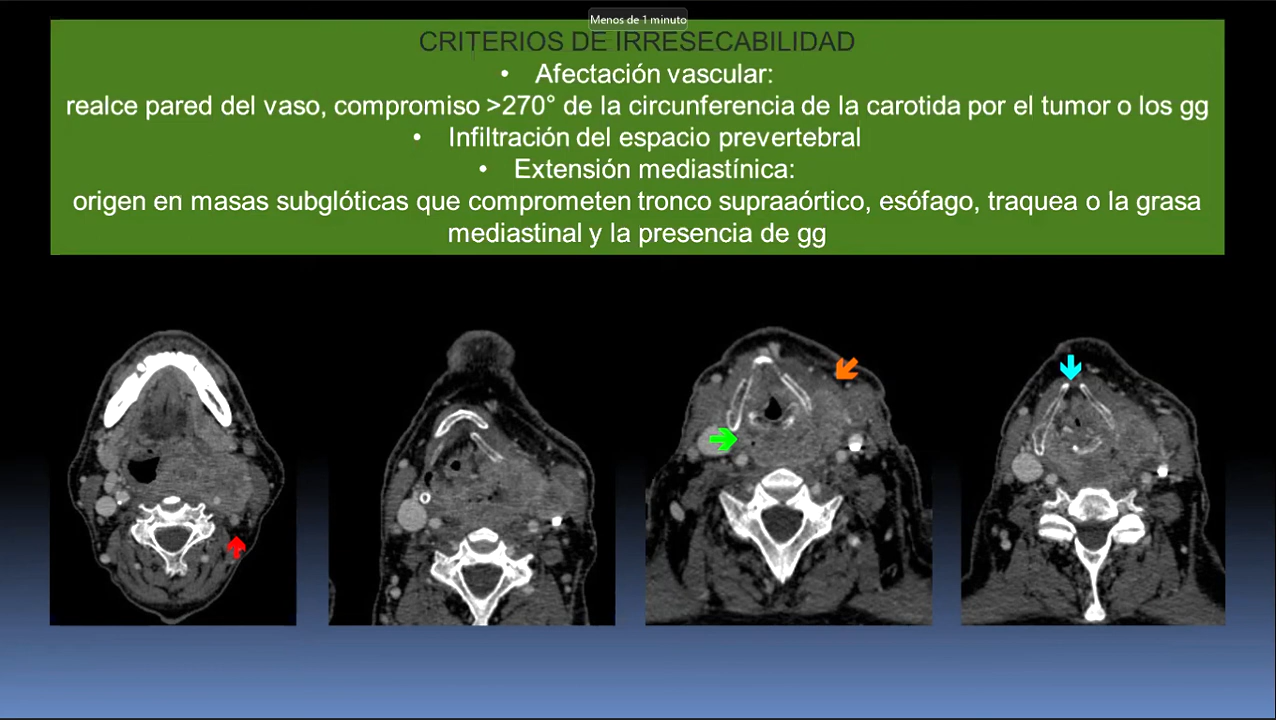 Menos de 1 minuto
CRITERIOS DE IRRESECABILIDAD
• Afectación vascular:
realce pared del vaso, compromiso >270° de la circunferencia de la carotida por el tumor o los gg
• Infiltración del espacio prevertebral
• Extensión mediastínica:
origen en masas subglóticas que comprometen tronco supraaórtico, esófago, traquea o la grasa
mediastinal y la presencia de gg